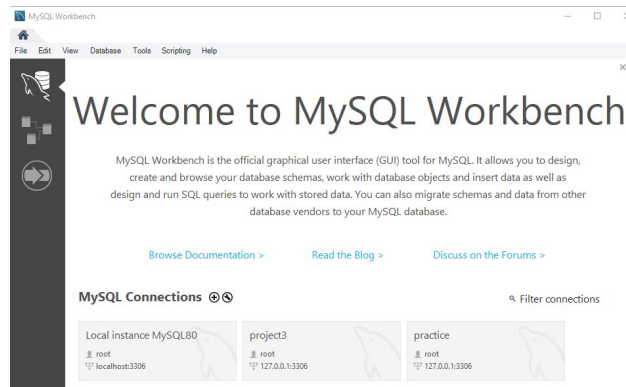 MySQL Workbench
File Edit View Database Tools Scripting Help
Welcome to MySQL Workbench
MySQL Workbench is the official graphical user interface (GUI) tool for MySQL. It allows you to design,
create and browse your database schemas, work with database objects and insert data as well as
design and run SQL queries to work with stored data. You can also migrate schemas and data from other
database vendors to your MySQL database.
Browse Documentation > Read the Blog > Discuss on the Forums >
MySQL Connections Filter connections
Local instance MySQL80 project3 practice
root root root
localhost:3306 127.0.0.1:3306 127.0.0.1:3306